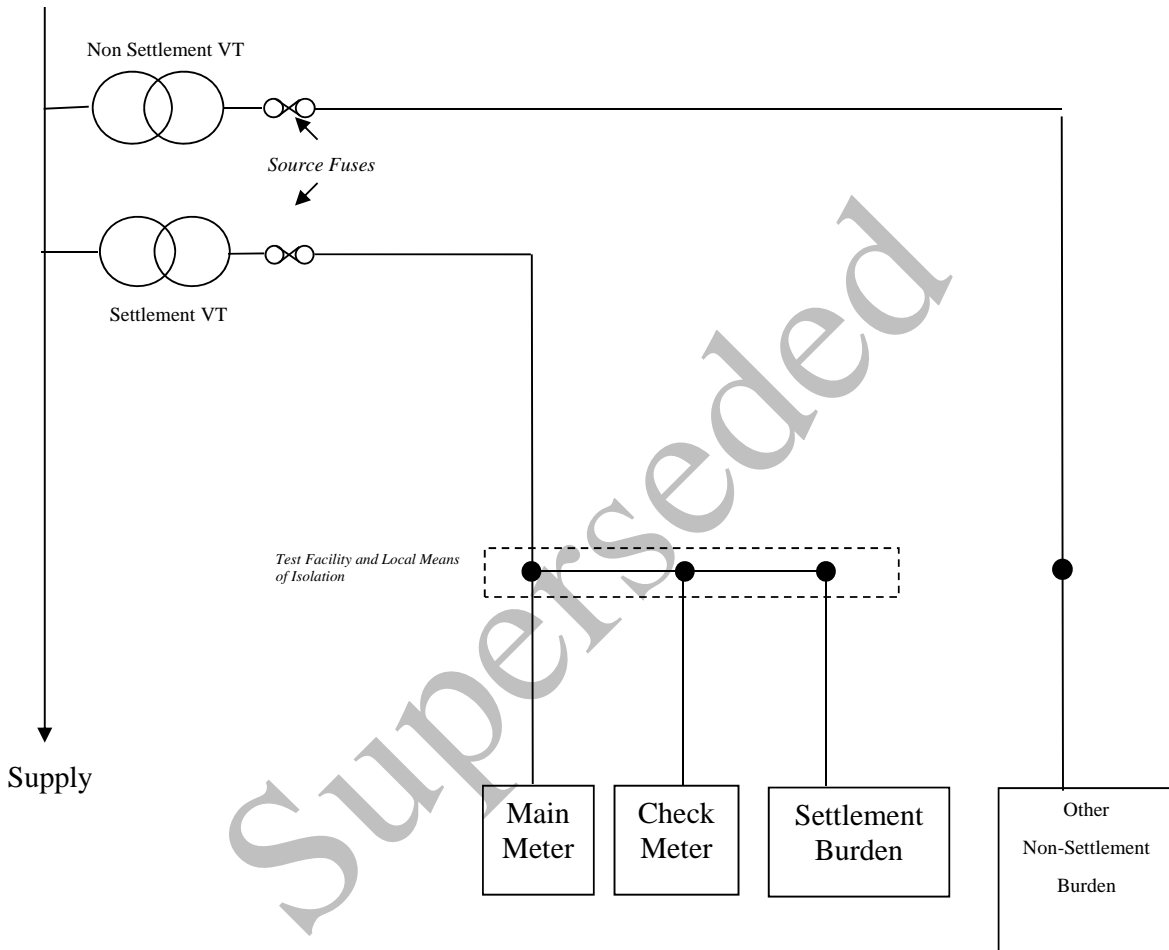 Non Settlement VT
Source Fuses
Settlement VT
Test Facility and Local Means
of Isolation
Supply
Main
Meter
Check
Meter
Settlement
Burden
Other
Non-Settlement
Burden
Superseded